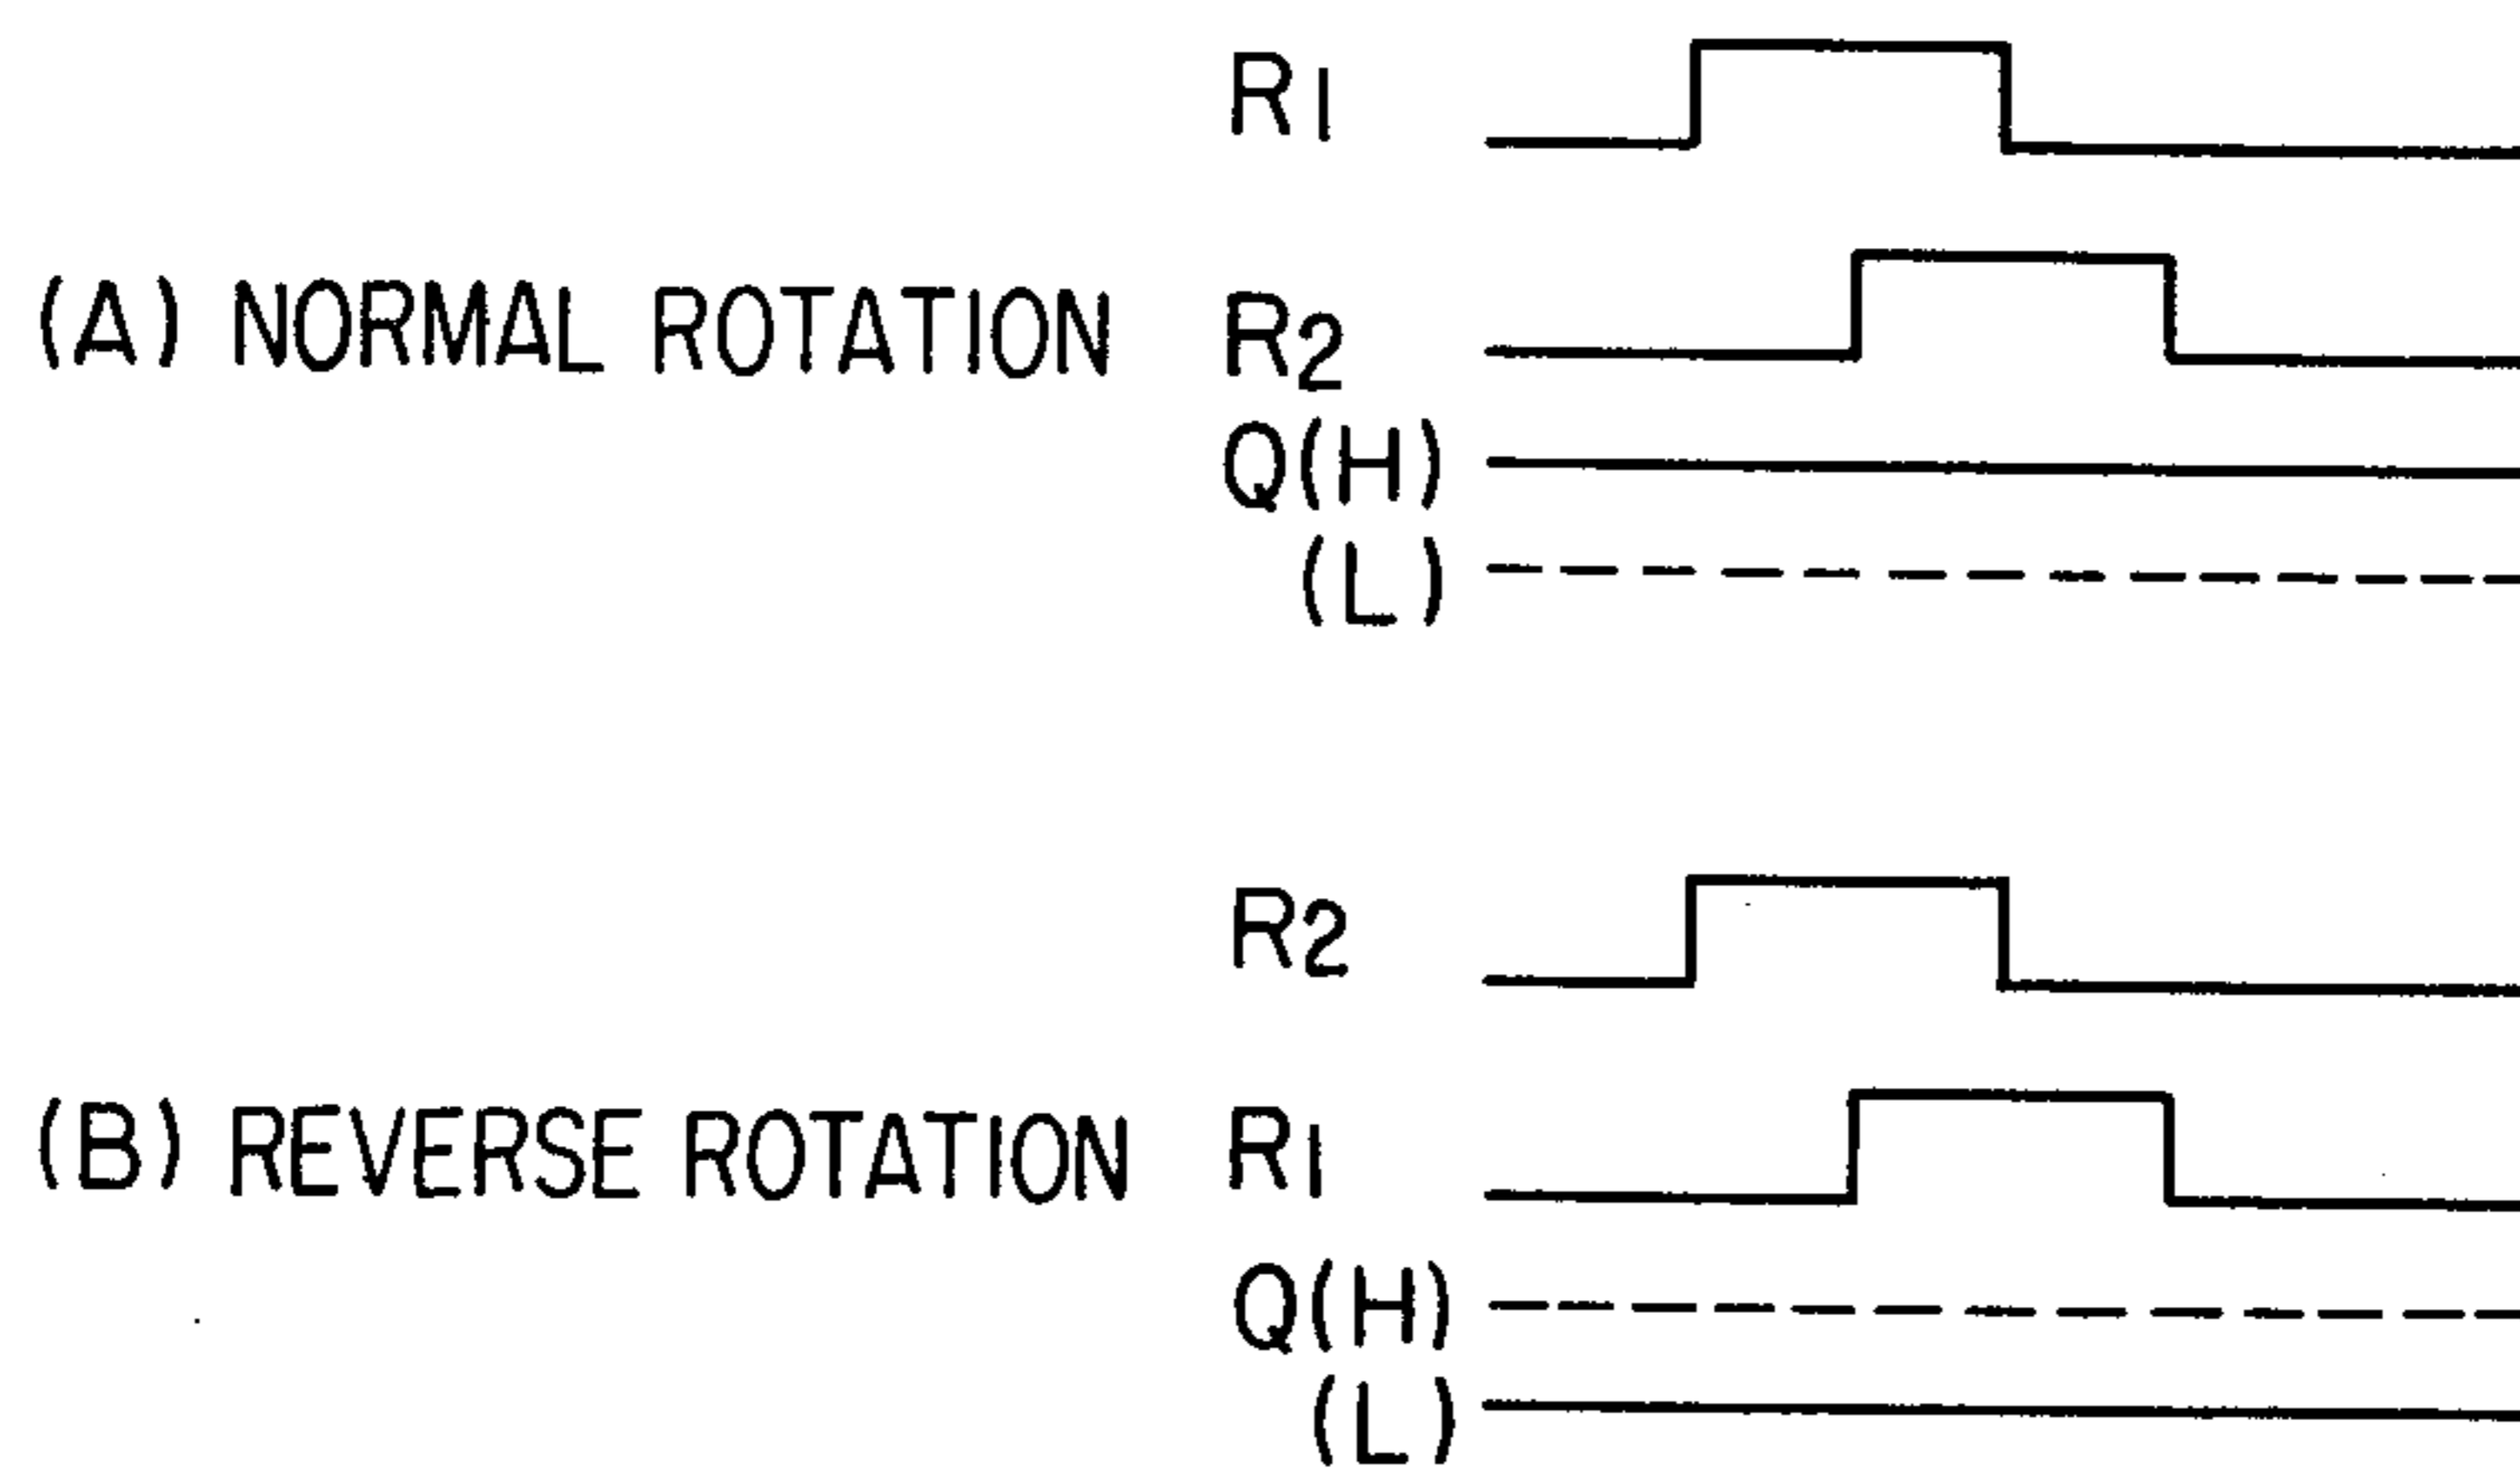 R1
(A) NORMAL ROTATION R2
Q(H)
(L)
R2
(B) REVERSE ROTATION R1
Q(H)
(L)